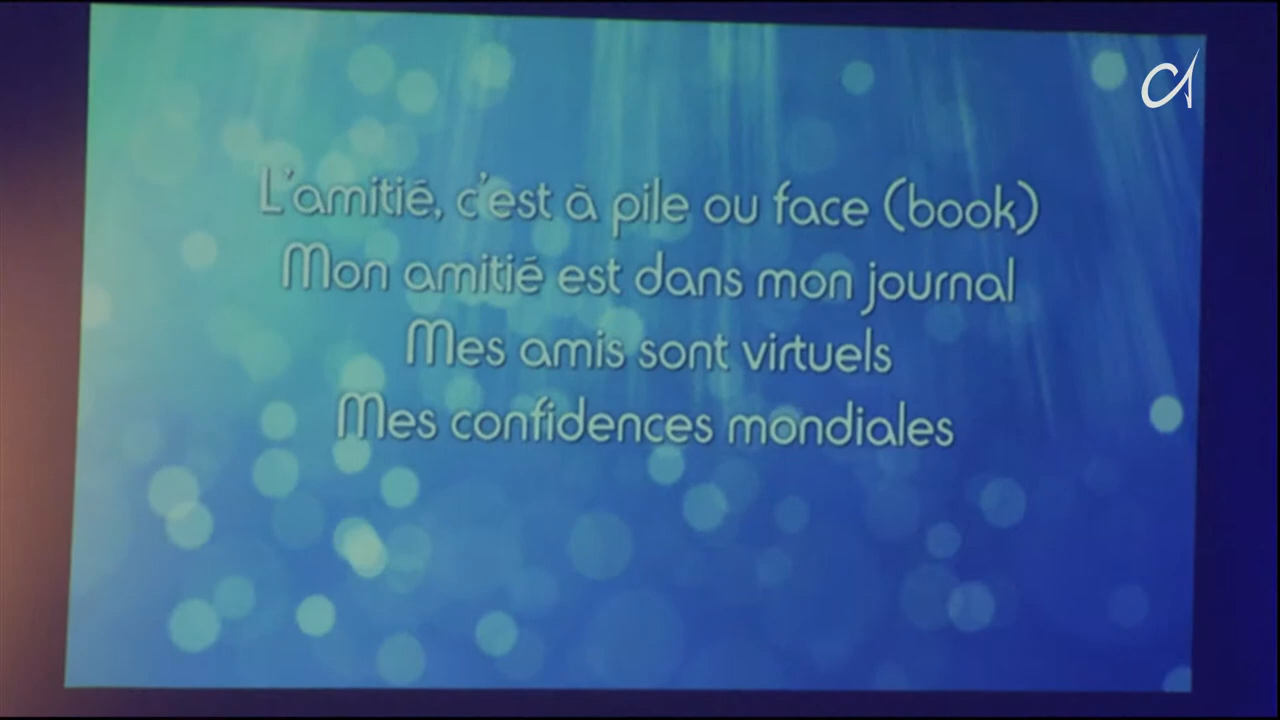 L'amitié, c'est à pile ou face (book)
Mon amitié est dans mon journal
Mes amis sont virtuels
Mes confidences mondiales